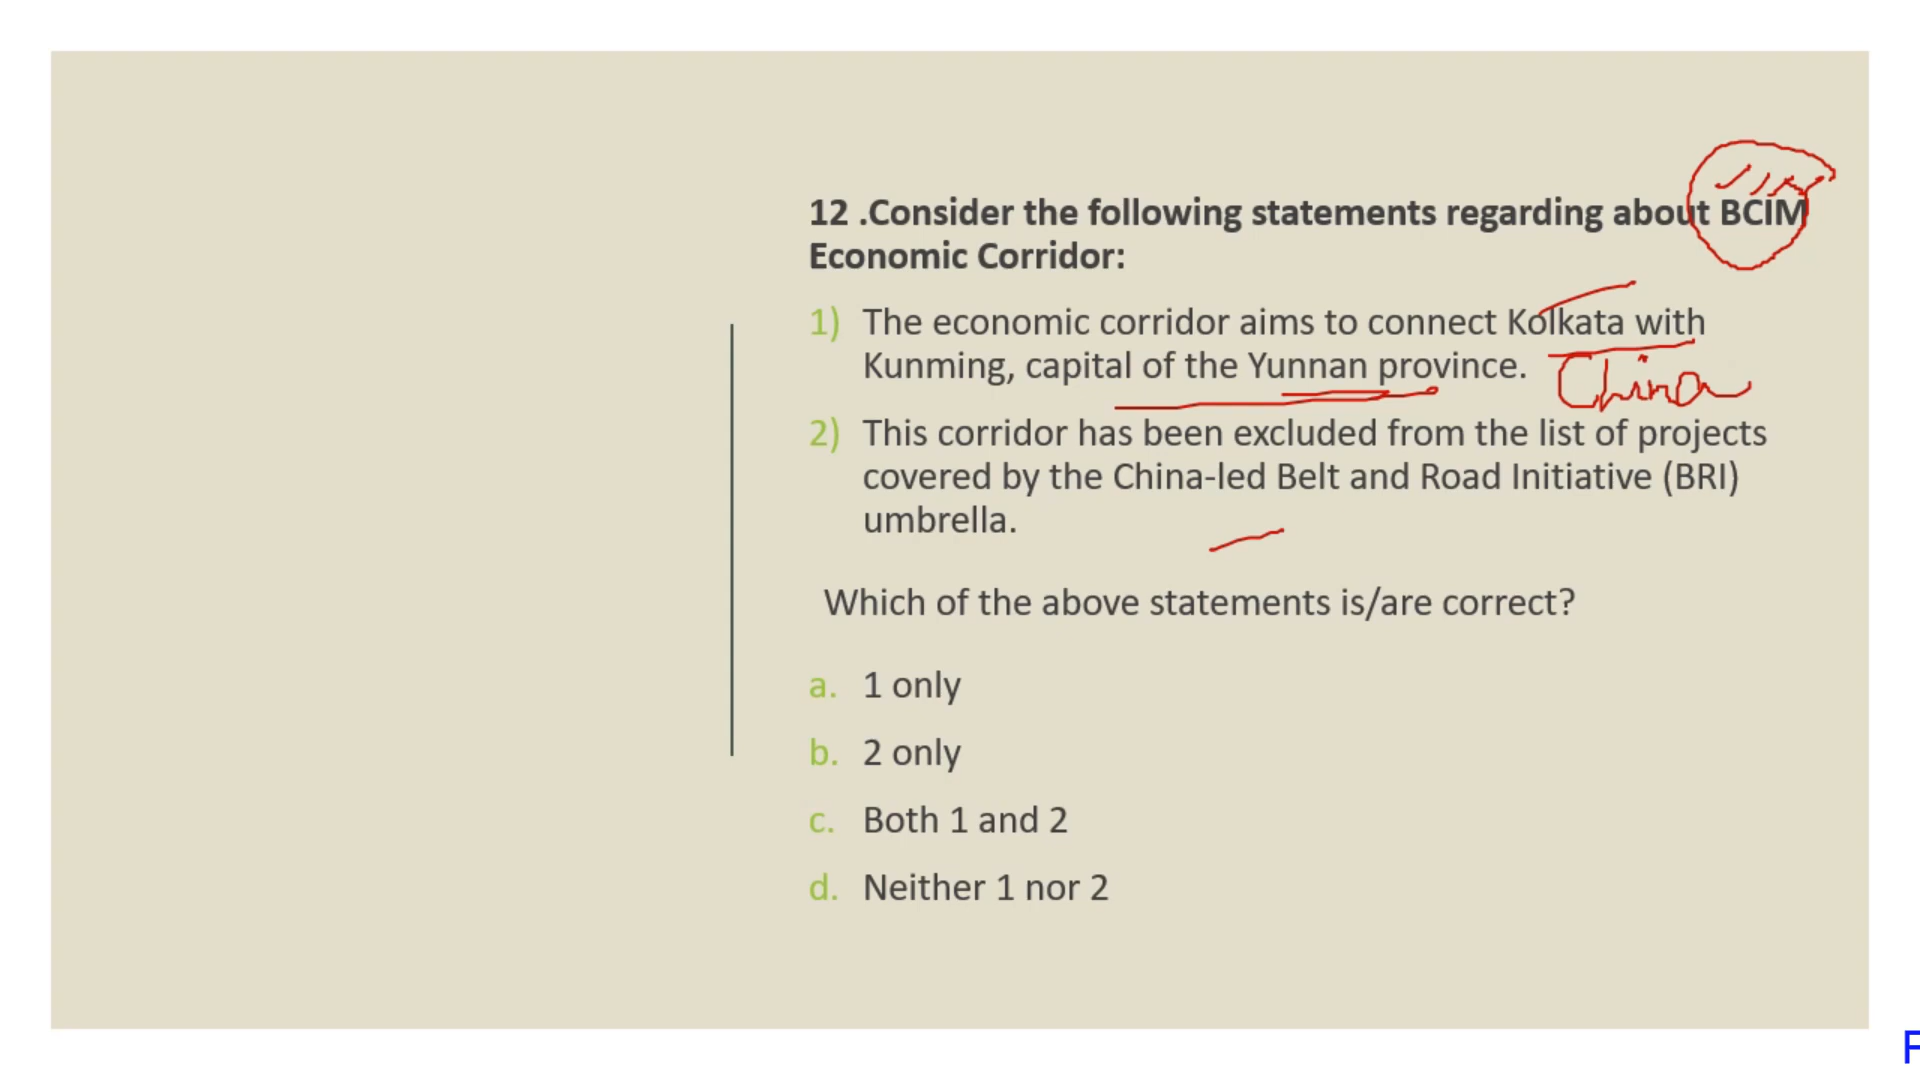 12 .Consider the following statements regarding about BCIM
Economic Corridor:
1) The economic corridor aims to connect Kolkata with
Kunming, capital of the Yunnan province.
China
2) This corridor has been excluded from the list of projects
covered by the China-led Belt and Road Initiative (BRI)
umbrella.
Which of the above statements is/are correct?
a. 1 only
b. 2 only
c. Both 1 and 2
d. Neither 1 nor 2
F